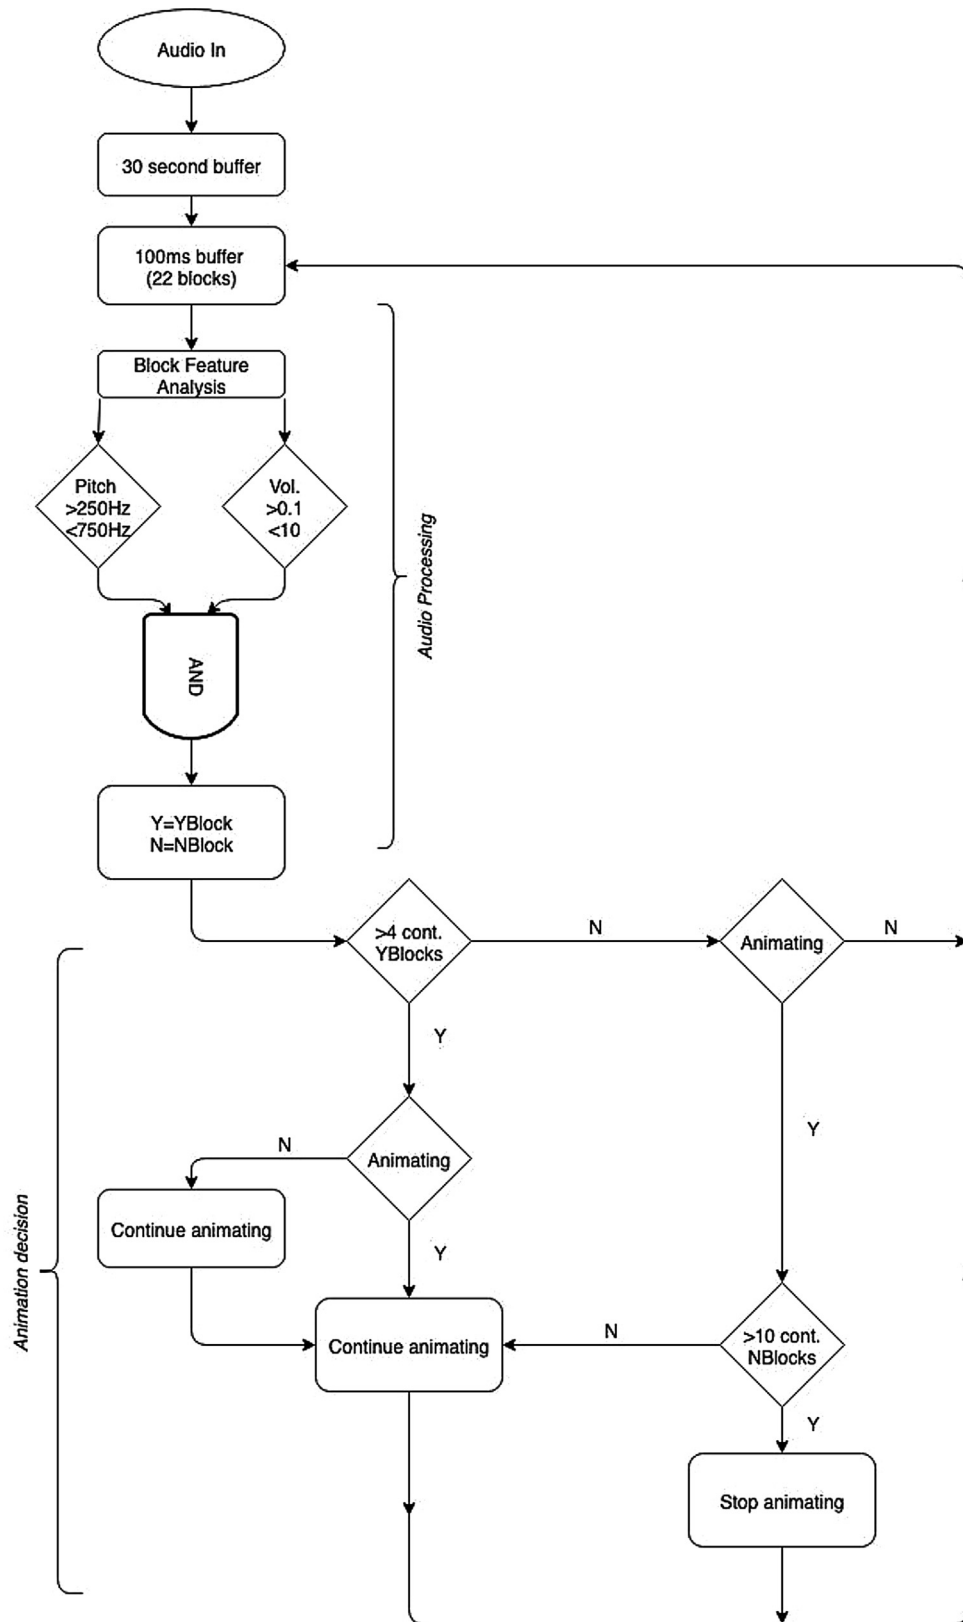 Audio In
30 second buffer
100ms buffer
(22 blocks)
Block Feature
Analysis
Pitch
>250Hz
<750Hz
Vol.
>0.1
<10
Audio Processing
AND
Y=YBlock
N=NBlock
>4 cont.
YBlocks
N
Animating
N
Y
Y
Animating
N
Continue animating
Y
Animation decision
Continue animating
N
>10 cont.
NBlocks
Y
Stop animating